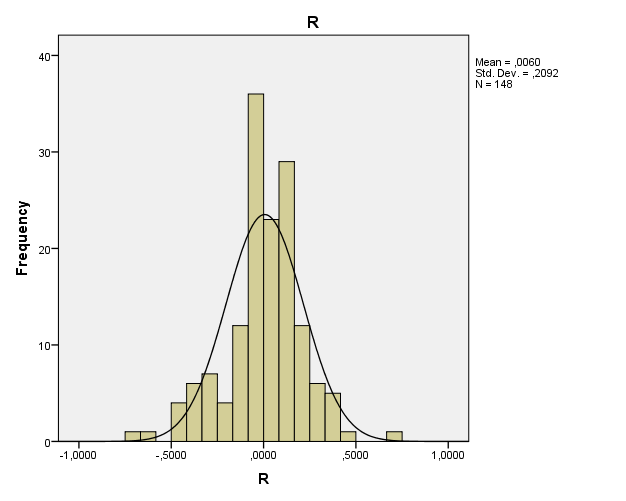 R
Mean = ,0060
Std. Dev. = ,2092
N = 148
40
30
20
10
0
Frequency
-1,0000 -,5000 ,0000 ,5000 1,0000
R